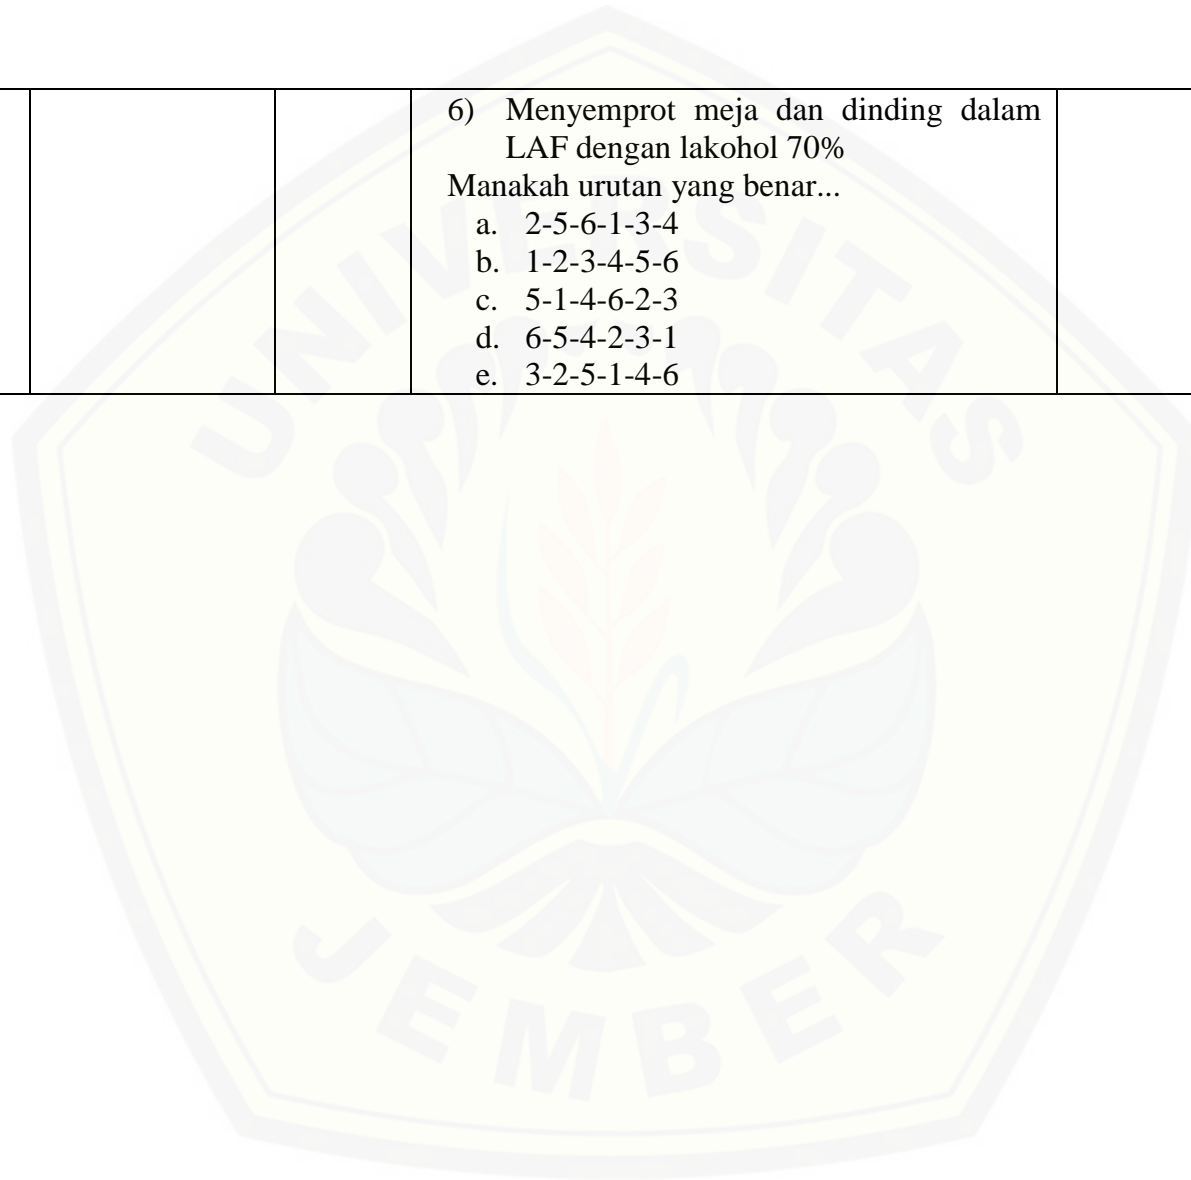 6) Menyemprot meja dan dinding dalam
LAF dengan lakohol 70%
Manakah urutan yang benar...
a. 2-5-6-1-3-4
b. 1-2-3-4-5-6
c. 5-1-4-6-2-3
d. 6-5-4-2-3-1
e. 3-2-5-1-4-6
UNIVERSITAS
JEMBER